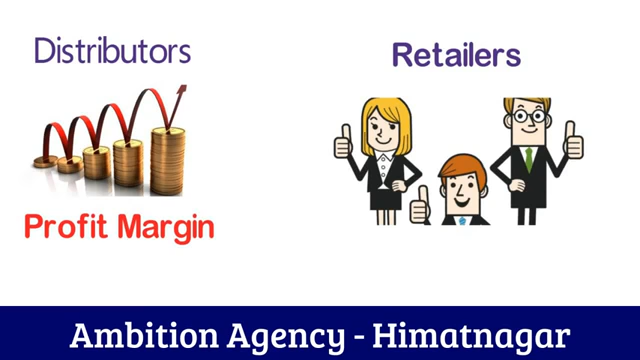 Distributors
Retailers
Profit Margin
Ambition Agency - Himatnagar